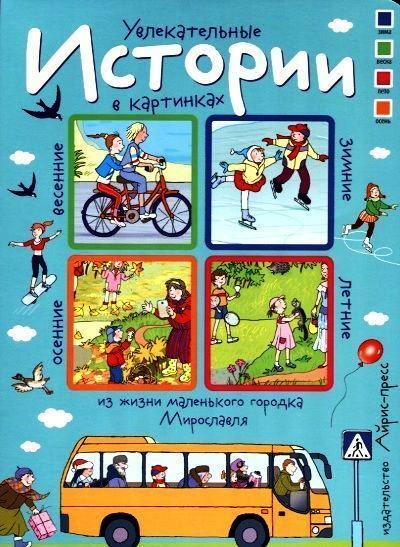 Увлекательные
Истории
в картинках
зима
весна
лето
осень
весенние
Зимние
осенние
Летние
из жизни маленького городка
Мирославля
издательство Айрис-пресс